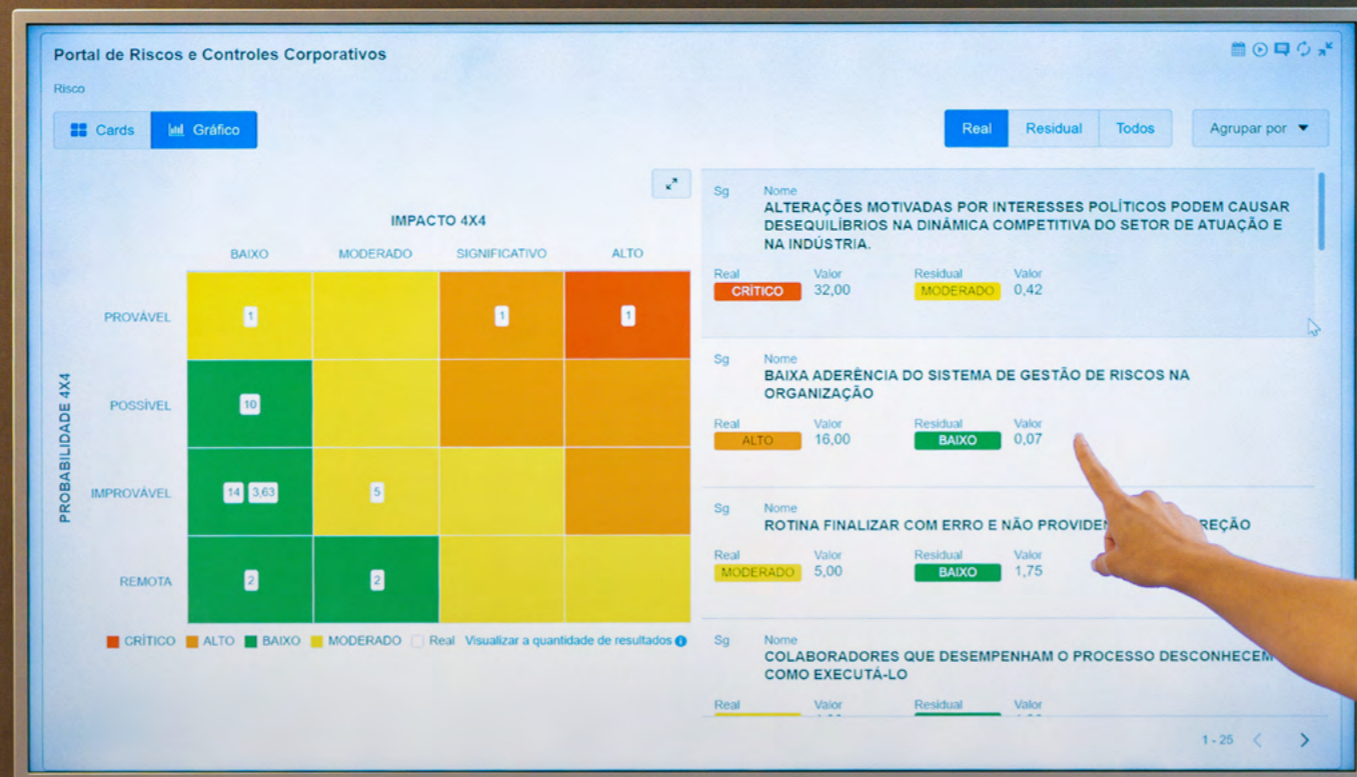 Portal de Riscos e Controles Corporativos
Risco
Cards
Gráfico
Real
Residual
Todos
Agrupar por
IMPACTO 4X4
BAIXO MODERADO SIGNIFICATIVO ALTO
PROBABILIDADE 4X4
PROVÁVEL 1 1 1
POSSÍVEL 10
IMPROVÁVEL 14 3,63 5
REMOTA 2 2
CRÍTICO ALTO BAIXO MODERADO Real Visualizar a quantidade de resultados
Sg Nome
ALTERAÇÕES MOTIVADAS POR INTERESSES POLÍTICOS PODEM CAUSAR
DESEQUILÍBRIOS NA DINÂMICA COMPETITIVA DO SETOR DE ATUAÇÃO E
NA INDÚSTRIA.
Real Valor Residual Valor
CRÍTICO 32,00 MODERADO 0,42
Sg Nome
BAIXA ADERÊNCIA DO SISTEMA DE GESTÃO DE RISCOS NA
ORGANIZAÇÃO
Real Valor Residual Valor
ALTO 16,00 BAIXO 0,07
Sg Nome
ROTINA FINALIZAR COM ERRO E NÃO
Real Valor Residual Valor
MODERADO 5,00 BAIXO 1,75
Sg Nome
COLABORADORES QUE DESEMPENHAM O PROCESSO DESCONHECEM
COMO EXECUTÁ-LO
Real Valor Residual Valor
1 - 25